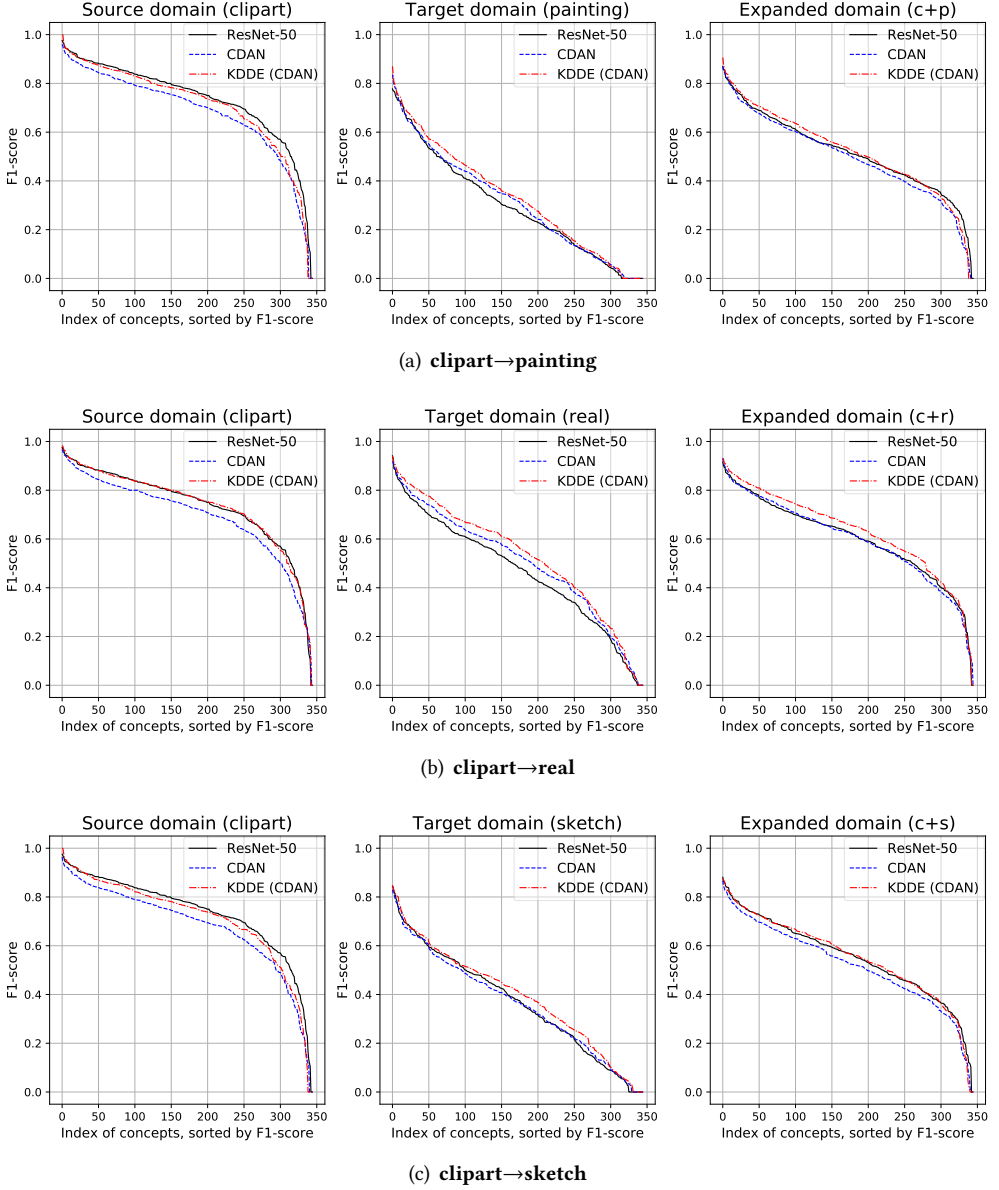 Source domain (clipart)
1.0
0.8
0.6
0.4
0.2
0.0
F1-score
ResNet-50
CDAN
KDDE (CDAN)
0 50 100 150 200 250 300 350
Index of concepts, sorted by F1-score
Target domain (painting)
1.0
0.8
0.6
0.4
0.2
0.0
F1-score
ResNet-50
CDAN
KDDE (CDAN)
0 50 100 150 200 250 300 350
Index of concepts, sorted by F1-score
Expanded domain (c+p)
1.0
0.8
0.6
0.4
0.2
0.0
F1-score
ResNet-50
CDAN
KDDE (CDAN)
0 50 100 150 200 250 300 350
Index of concepts, sorted by F1-score
(a) clipart→painting
Source domain (clipart)
1.0
0.8
0.6
0.4
0.2
0.0
F1-score
ResNet-50
CDAN
KDDE (CDAN)
0 50 100 150 200 250 300 350
Index of concepts, sorted by F1-score
Target domain (real)
1.0
0.8
0.6
0.4
0.2
0.0
F1-score
ResNet-50
CDAN
KDDE (CDAN)
0 50 100 150 200 250 300 350
Index of concepts, sorted by F1-score
Expanded domain (c+r)
1.0
0.8
0.6
0.4
0.2
0.0
F1-score
ResNet-50
CDAN
KDDE (CDAN)
0 50 100 150 200 250 300 350
Index of concepts, sorted by F1-score
(b) clipart→real
Source domain (clipart)
1.0
0.8
0.6
0.4
0.2
0.0
F1-score
ResNet-50
CDAN
KDDE (CDAN)
0 50 100 150 200 250 300 350
Index of concepts, sorted by F1-score
Target domain (sketch)
1.0
0.8
0.6
0.4
0.2
0.0
F1-score
ResNet-50
CDAN
KDDE (CDAN)
0 50 100 150 200 250 300 350
Index of concepts, sorted by F1-score
Expanded domain (c+s)
1.0
0.8
0.6
0.4
0.2
0.0
F1-score
ResNet-50
CDAN
KDDE (CDAN)
0 50 100 150 200 250 300 350
Index of concepts, sorted by F1-score
(c) clipart→sketch